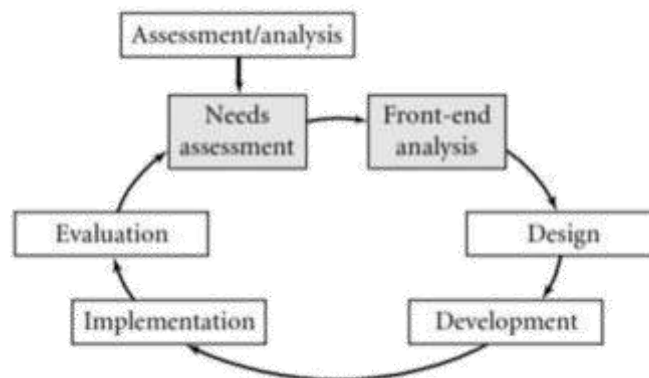 Assessment/analysis
Needs
assessment
Front-end
analysis
Evaluation
Design
Implementation
Development